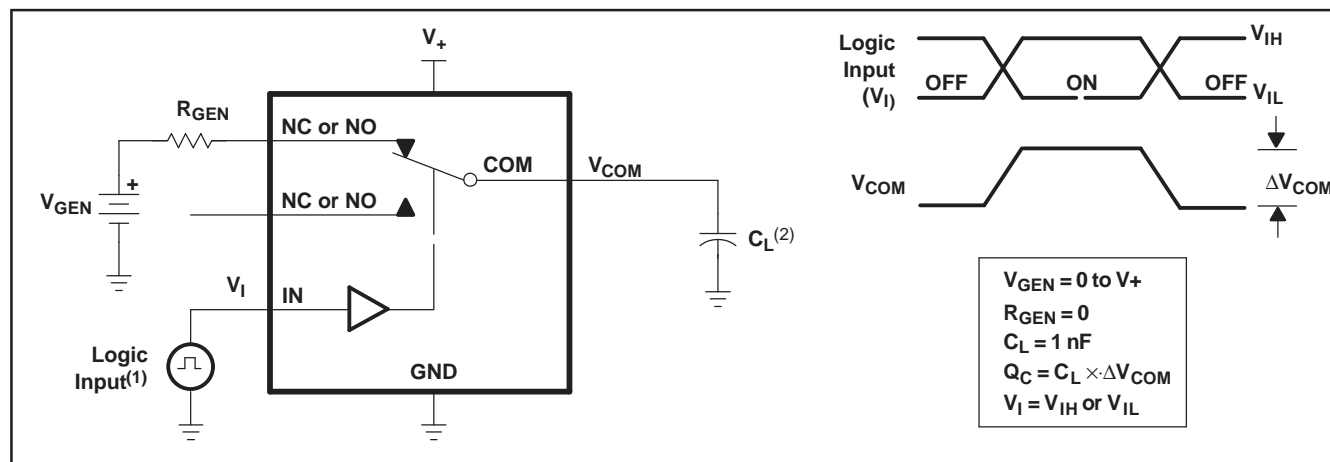 V+
RGEN
NC or NO
COM
VCOM
VGEN
+
NC or NO
CL(2)
VI
IN
Logic
Input(1)
GND
Logic
Input
(VI)
VIH
OFF
ON
OFF
VIL
VCOM
ΔVCOM
VGEN = 0 to V+
RGEN = 0
CL = 1 nF
QC = CL ×·ΔVCOM
VI = VIH or VIL